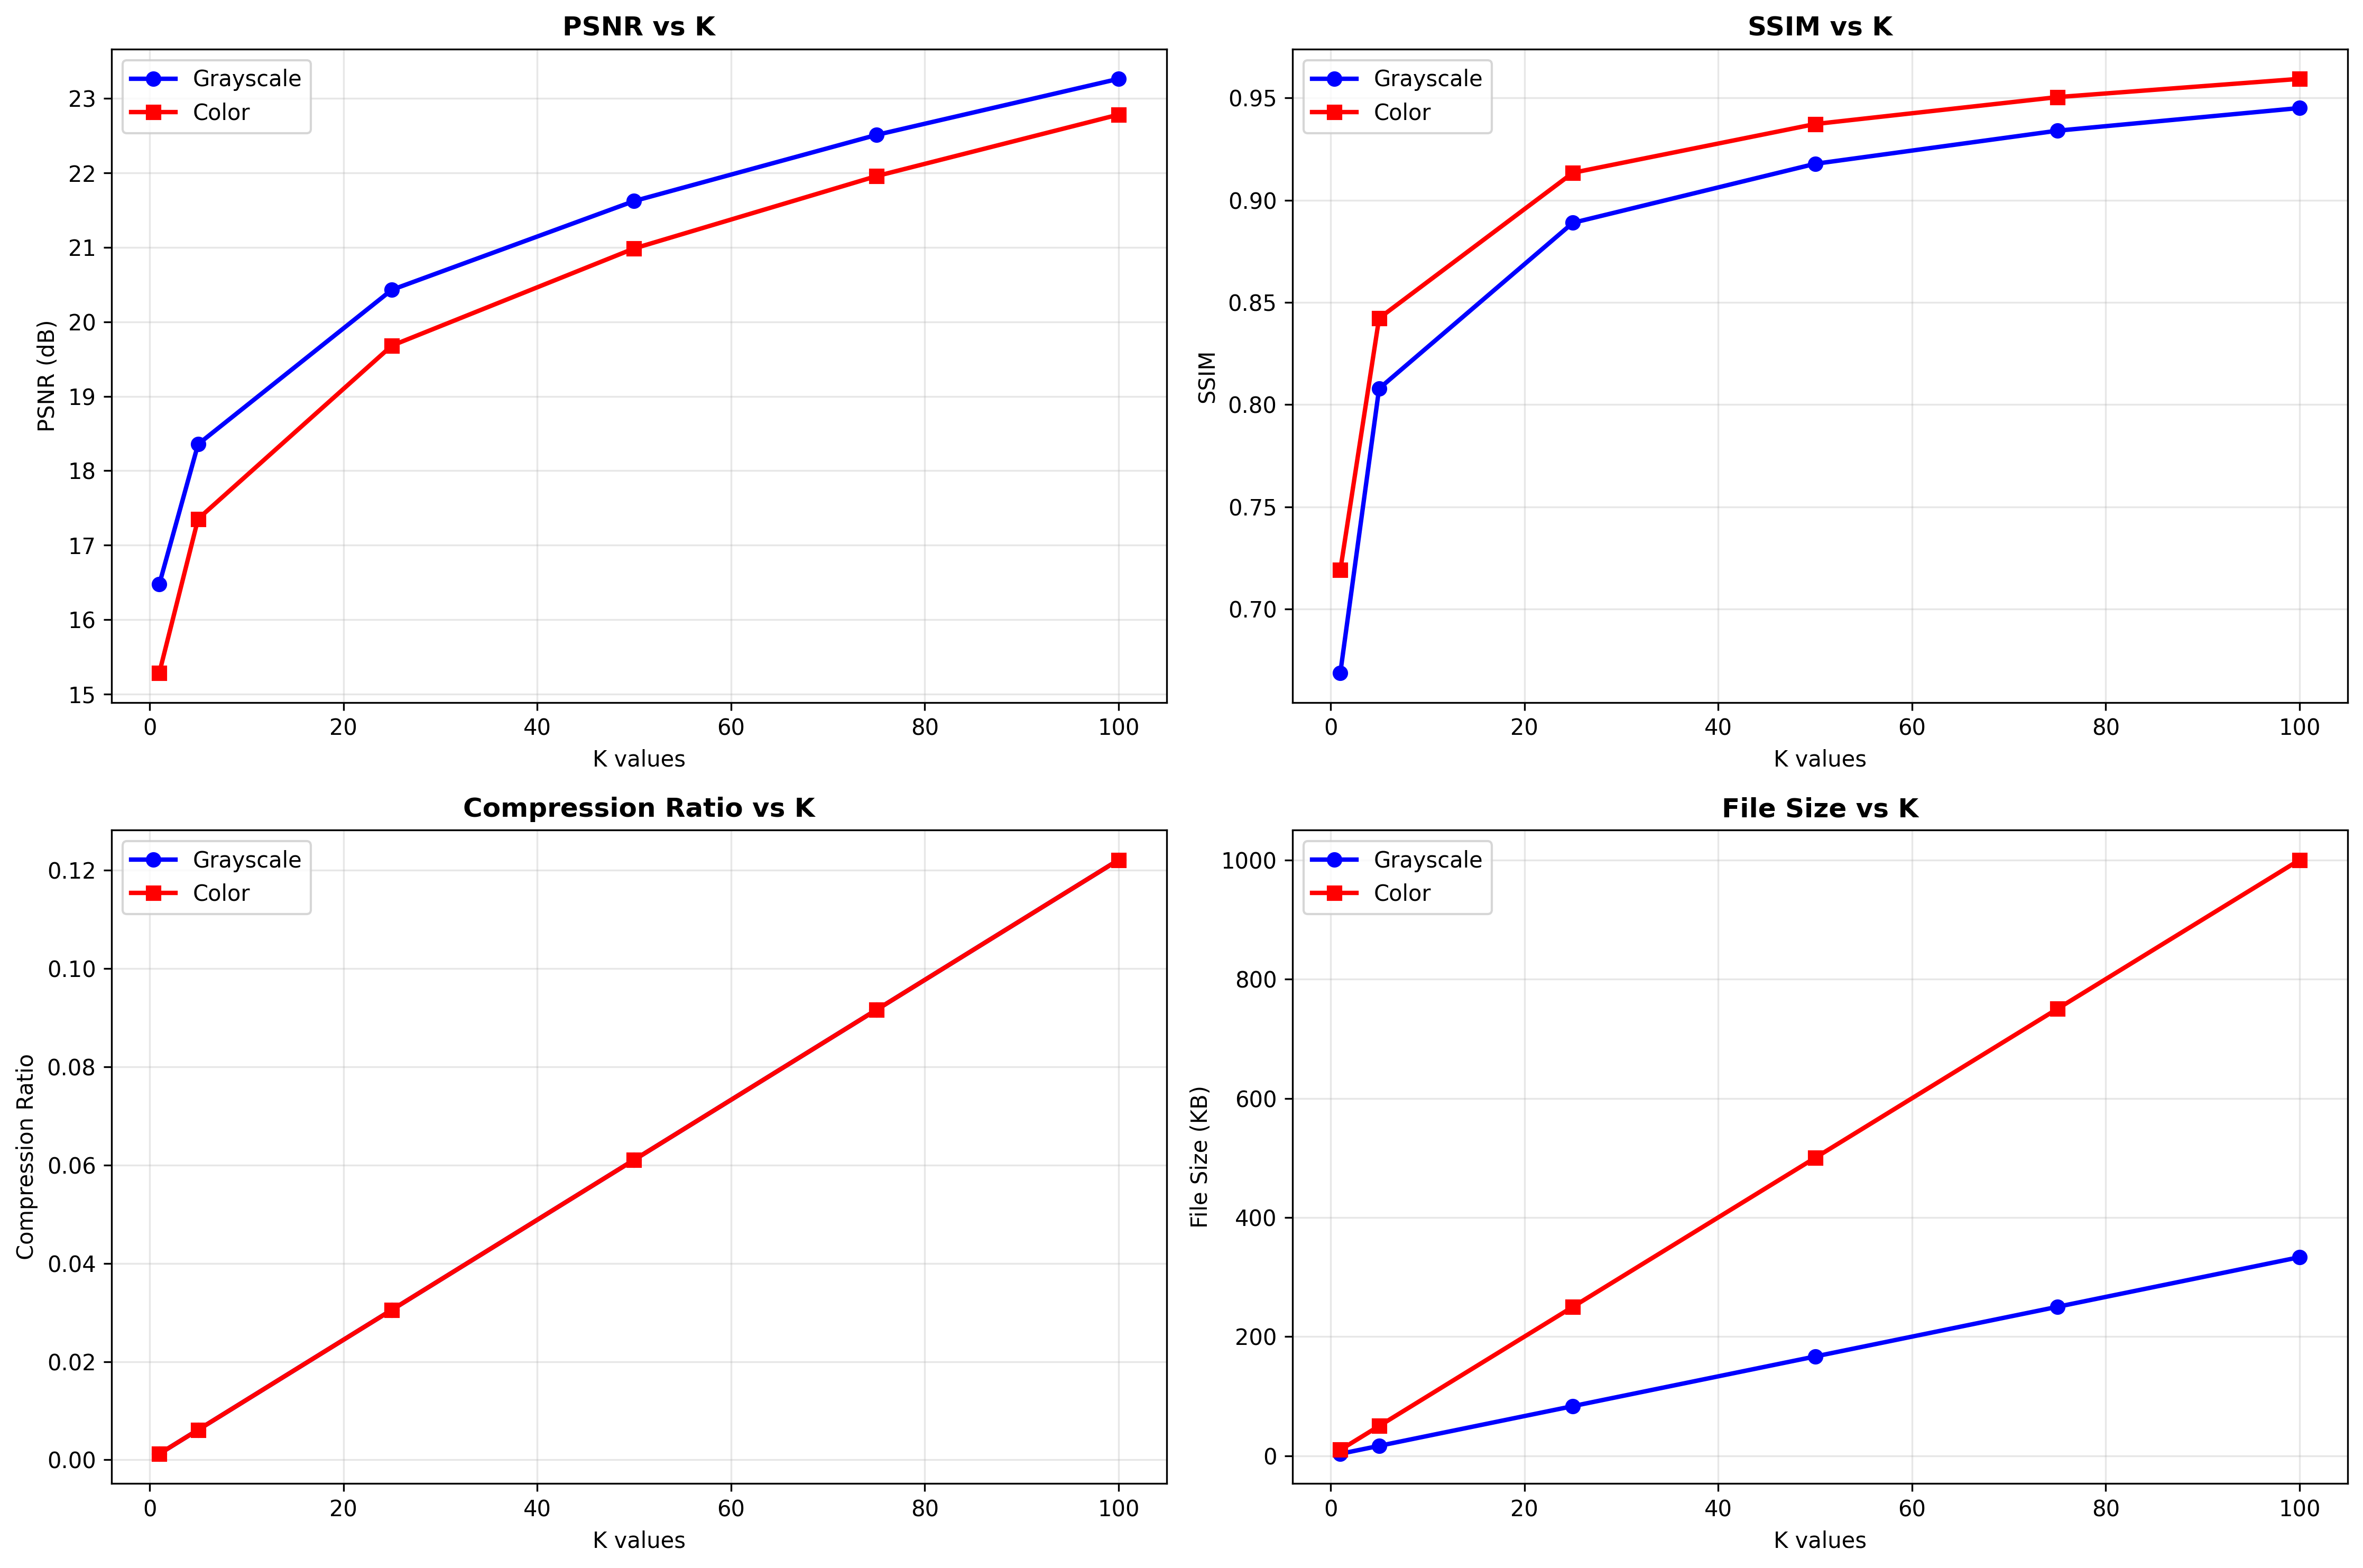 PSNR vs K
Grayscale
Color
23
22
21
20
19
18
17
16
15
PSNR (dB)
0 20 40 60 80 100
K values
SSIM vs K
Grayscale
Color
0.95
0.90
0.85
0.80
0.75
0.70
SSIM
0 20 40 60 80 100
K values
Compression Ratio vs K
Grayscale
Color
0.12
0.10
0.08
0.06
0.04
0.02
0.00
Compression Ratio
0 20 40 60 80 100
K values
File Size vs K
Grayscale
Color
1000
800
600
400
200
0
File Size (KB)
0 20 40 60 80 100
K values